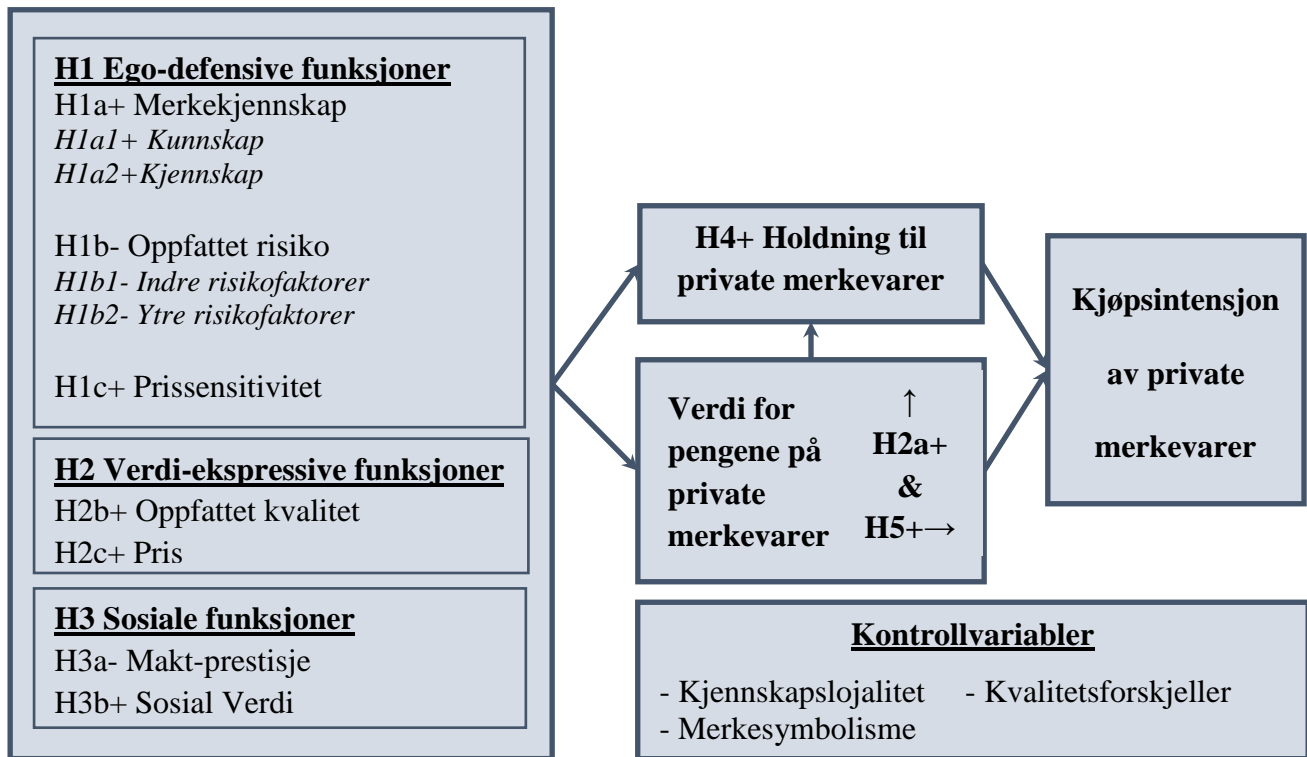 H1 Ego-defensive funksjoner
H1a+ Merkekjennskap
H1a1+ Kunnskap
H1a2+Kjennskap
H1b- Oppfattet risiko
H1b1- Indre risikofaktorer
H1b2- Ytre risikofaktorer
H1c+ Prissensitivitet
H2 Verdi-ekspressive funksjoner
H2b+ Oppfattet kvalitet
H2c+ Pris
H3 Sosiale funksjoner
H3a- Makt-prestisje
H3b+ Sosial Verdi
H4+ Holdning til
private merkevarer
Verdi for
pengene på
private
merkevarer
↑
H2a+
&
H5+→
Kjøpsintensjon
av private
merkevarer
Kontrollvariabler
- Kjennskapslojalitet - Kvalitetsforskjeller
- Merkesymbolisme